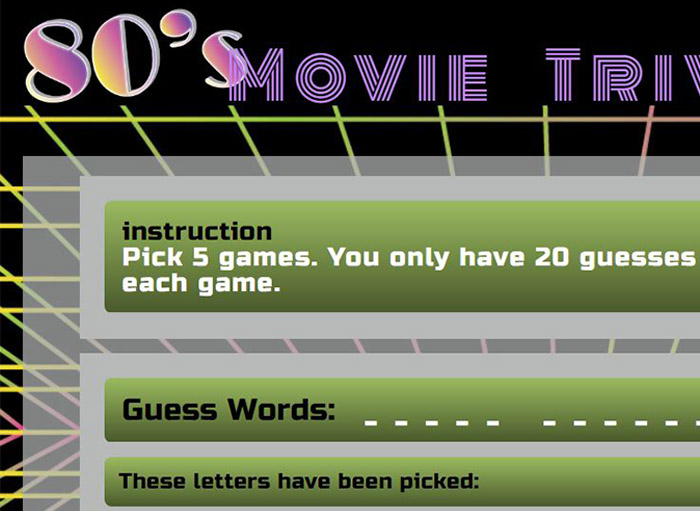 80's Movie Triv
instruction
Pick 5 games. You only have 20 guesses
each game.
Guess Words: _ _ _ _ _ _ _ _ _ _ _
These letters have been picked: